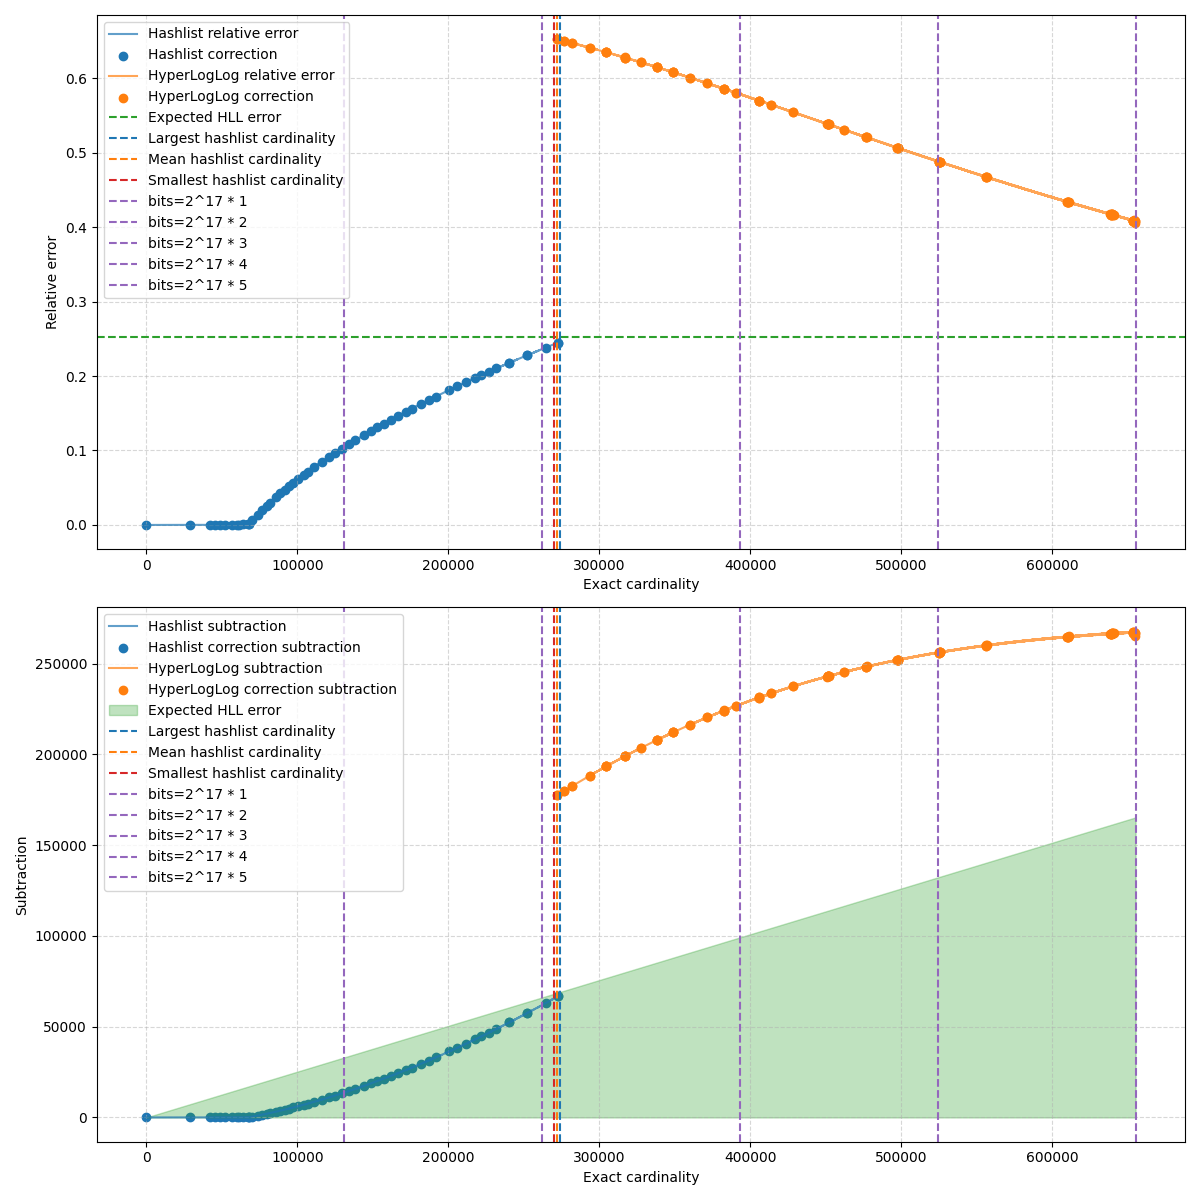 Hashlist relative error
Hashlist correction
HyperLogLog relative error
HyperLogLog correction
Expected HLL error
Largest hashlist cardinality
Mean hashlist cardinality
Smallest hashlist cardinality
bits=2^17 * 1
bits=2^17 * 2
bits=2^17 * 3
bits=2^17 * 4
bits=2^17 * 5
Relative error
0.6
0.5
0.4
0.3
0.2
0.1
0.0
0 100000 200000 300000 400000 500000 600000
Exact cardinality
Hashlist subtraction
Hashlist correction subtraction
HyperLogLog subtraction
HyperLogLog correction subtraction
Expected HLL error
Largest hashlist cardinality
Mean hashlist cardinality
Smallest hashlist cardinality
bits=2^17 * 1
bits=2^17 * 2
bits=2^17 * 3
bits=2^17 * 4
bits=2^17 * 5
Subtraction
250000
200000
150000
100000
50000
0
0 100000 200000 300000 400000 500000 600000
Exact cardinality